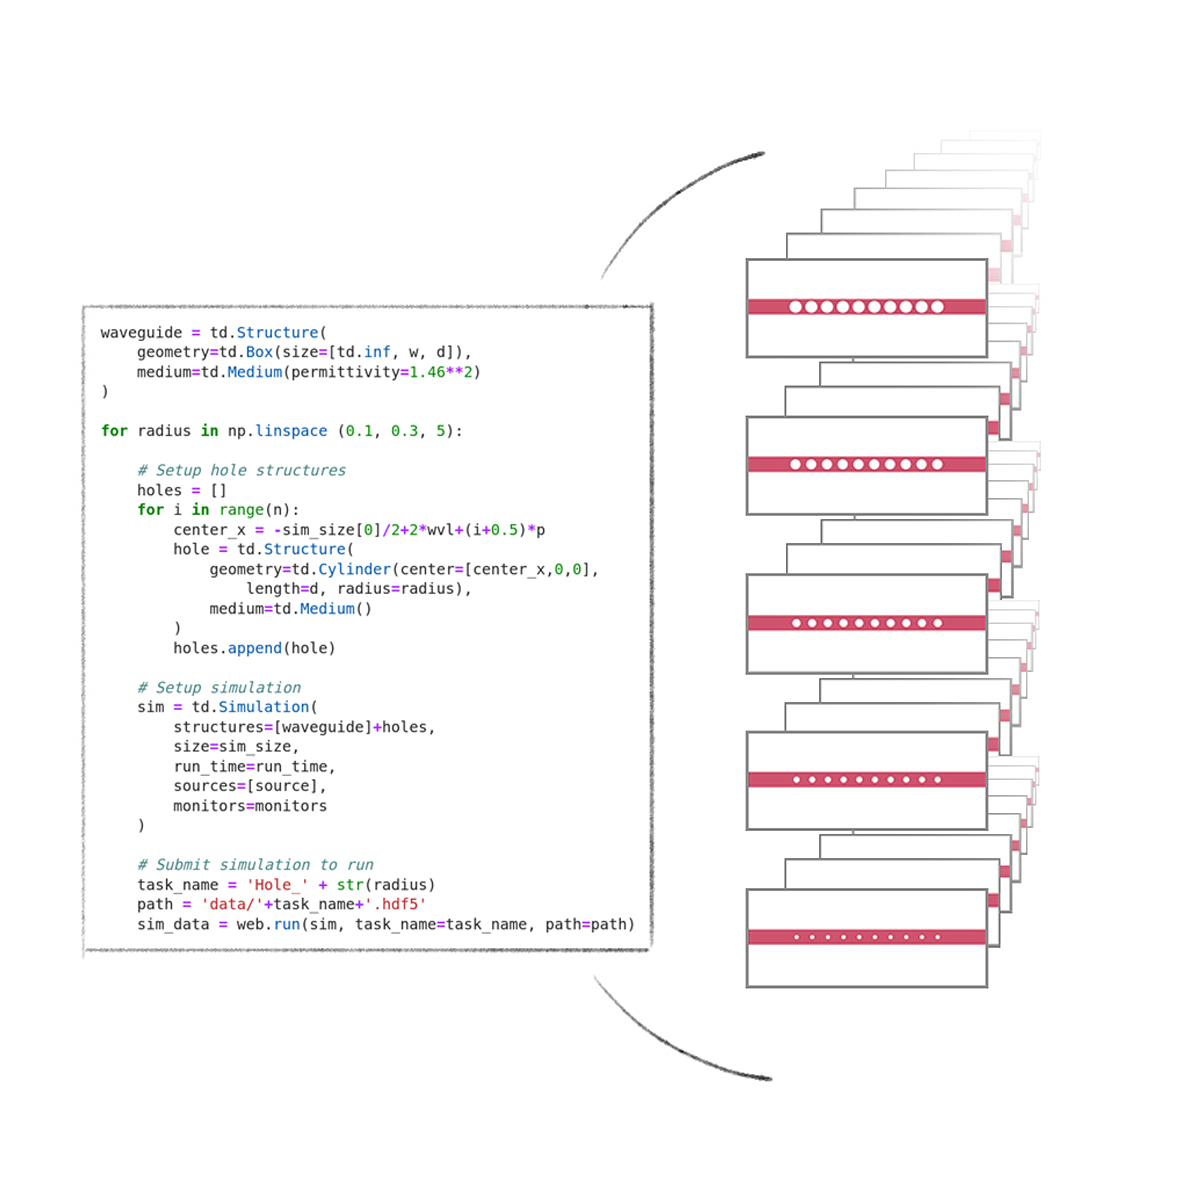 waveguide = td.Structure(
    geometry=td.Box(size=[td.inf, w, d]),
    medium=td.Medium(permittivity=1.46**2)
)
for radius in np.linspace (0.1, 0.3, 5):
    # Setup hole structures
    holes = []
    for i in range(n):
        center_x = -sim_size[0]/2+2*wvl+(i+0.5)*p
        hole = td.Structure(
            geometry=td.Cylinder(center=[center_x,0,0],
                length=d, radius=radius),
            medium=td.Medium()
        )
        holes.append(hole)
    # Setup simulation
    sim = td.Simulation(
        structures=[waveguide]+holes,
        size=sim_size,
        run_time=run_time,
        sources=[source],
        monitors=monitors
    )
    # Submit simulation to run
    task_name = 'Hole_' + str(radius)
    path = 'data/'+task_name+'.hdf5'
    sim_data = web.run(sim, task_name=task_name, path=path)